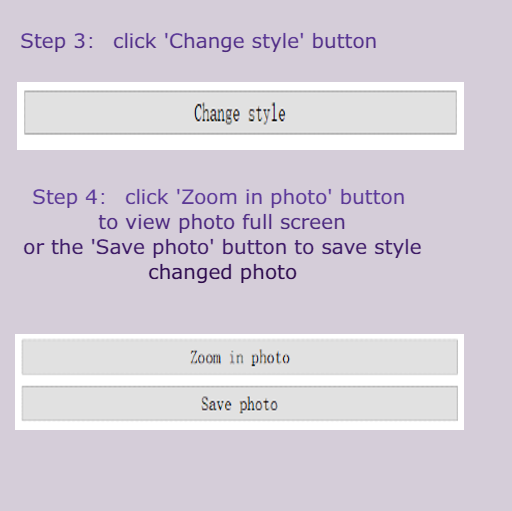 Step 3:  click 'Change style' button
Change style
Step 4:  click 'Zoom in photo' button
to view photo full screen
or the 'Save photo' button to save style
changed photo
Zoom in photo
Save photo